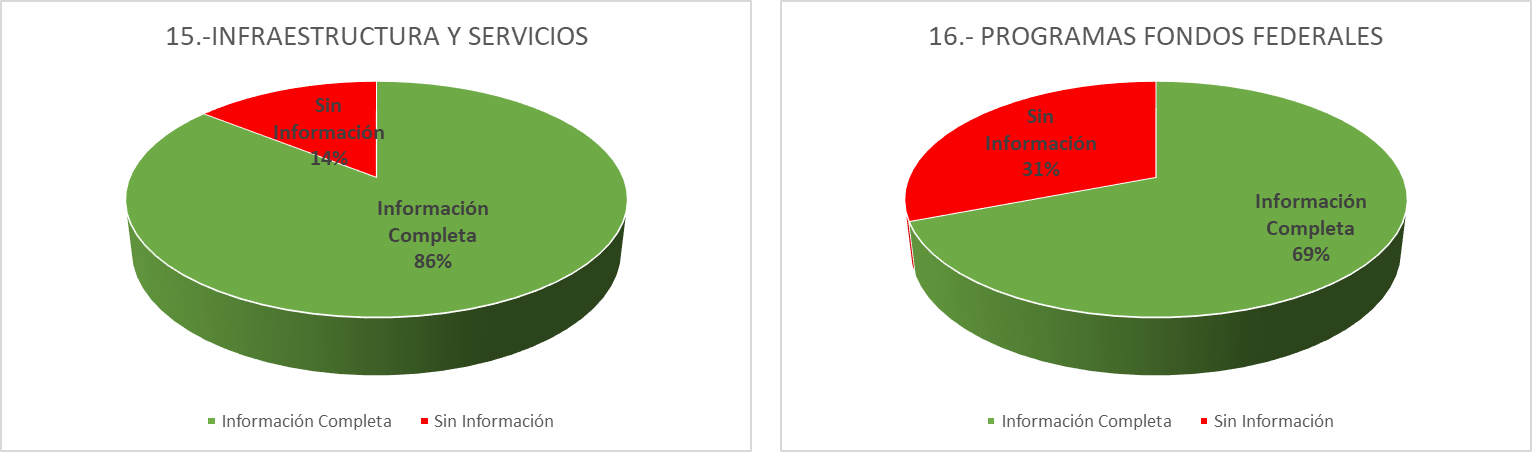 15.-INFRAESTRUCTURA Y SERVICIOS
Sin
Información
14%
Información
Completa
86%
Información Completa
Sin Información
16.- PROGRAMAS FONDOS FEDERALES
Sin
Información
31%
Información
Completa
69%
Información Completa
Sin Información